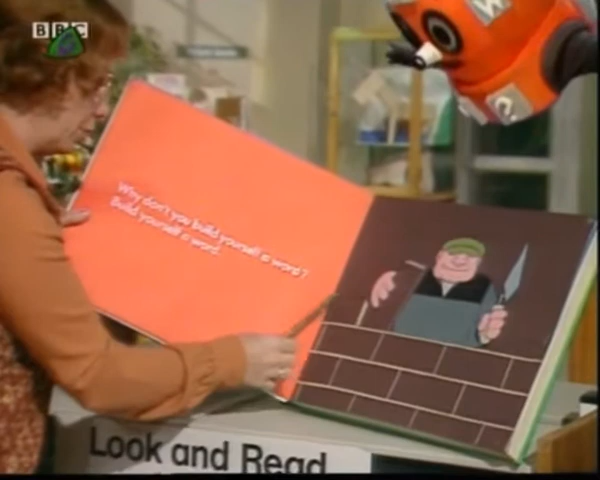 BBC
W
?
Why don't you build yourself a word?
Build yourself a word.
Look and Read